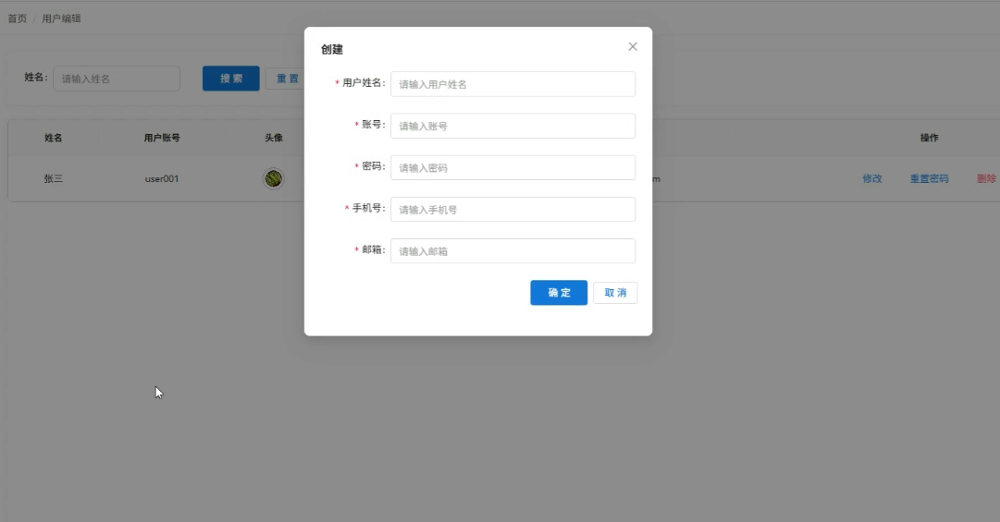 首页 / 用户编辑
创建
姓名: 请输入姓名 搜 索 重 置
* 用户姓名: 请输入用户姓名
* 账号: 请输入账号
* 密码: 请输入密码
* 手机号: 请输入手机号
* 邮箱: 请输入邮箱
确 定 取 消
姓名 用户账号 头像 操作
张三 user001 m 修改 重置密码 删除